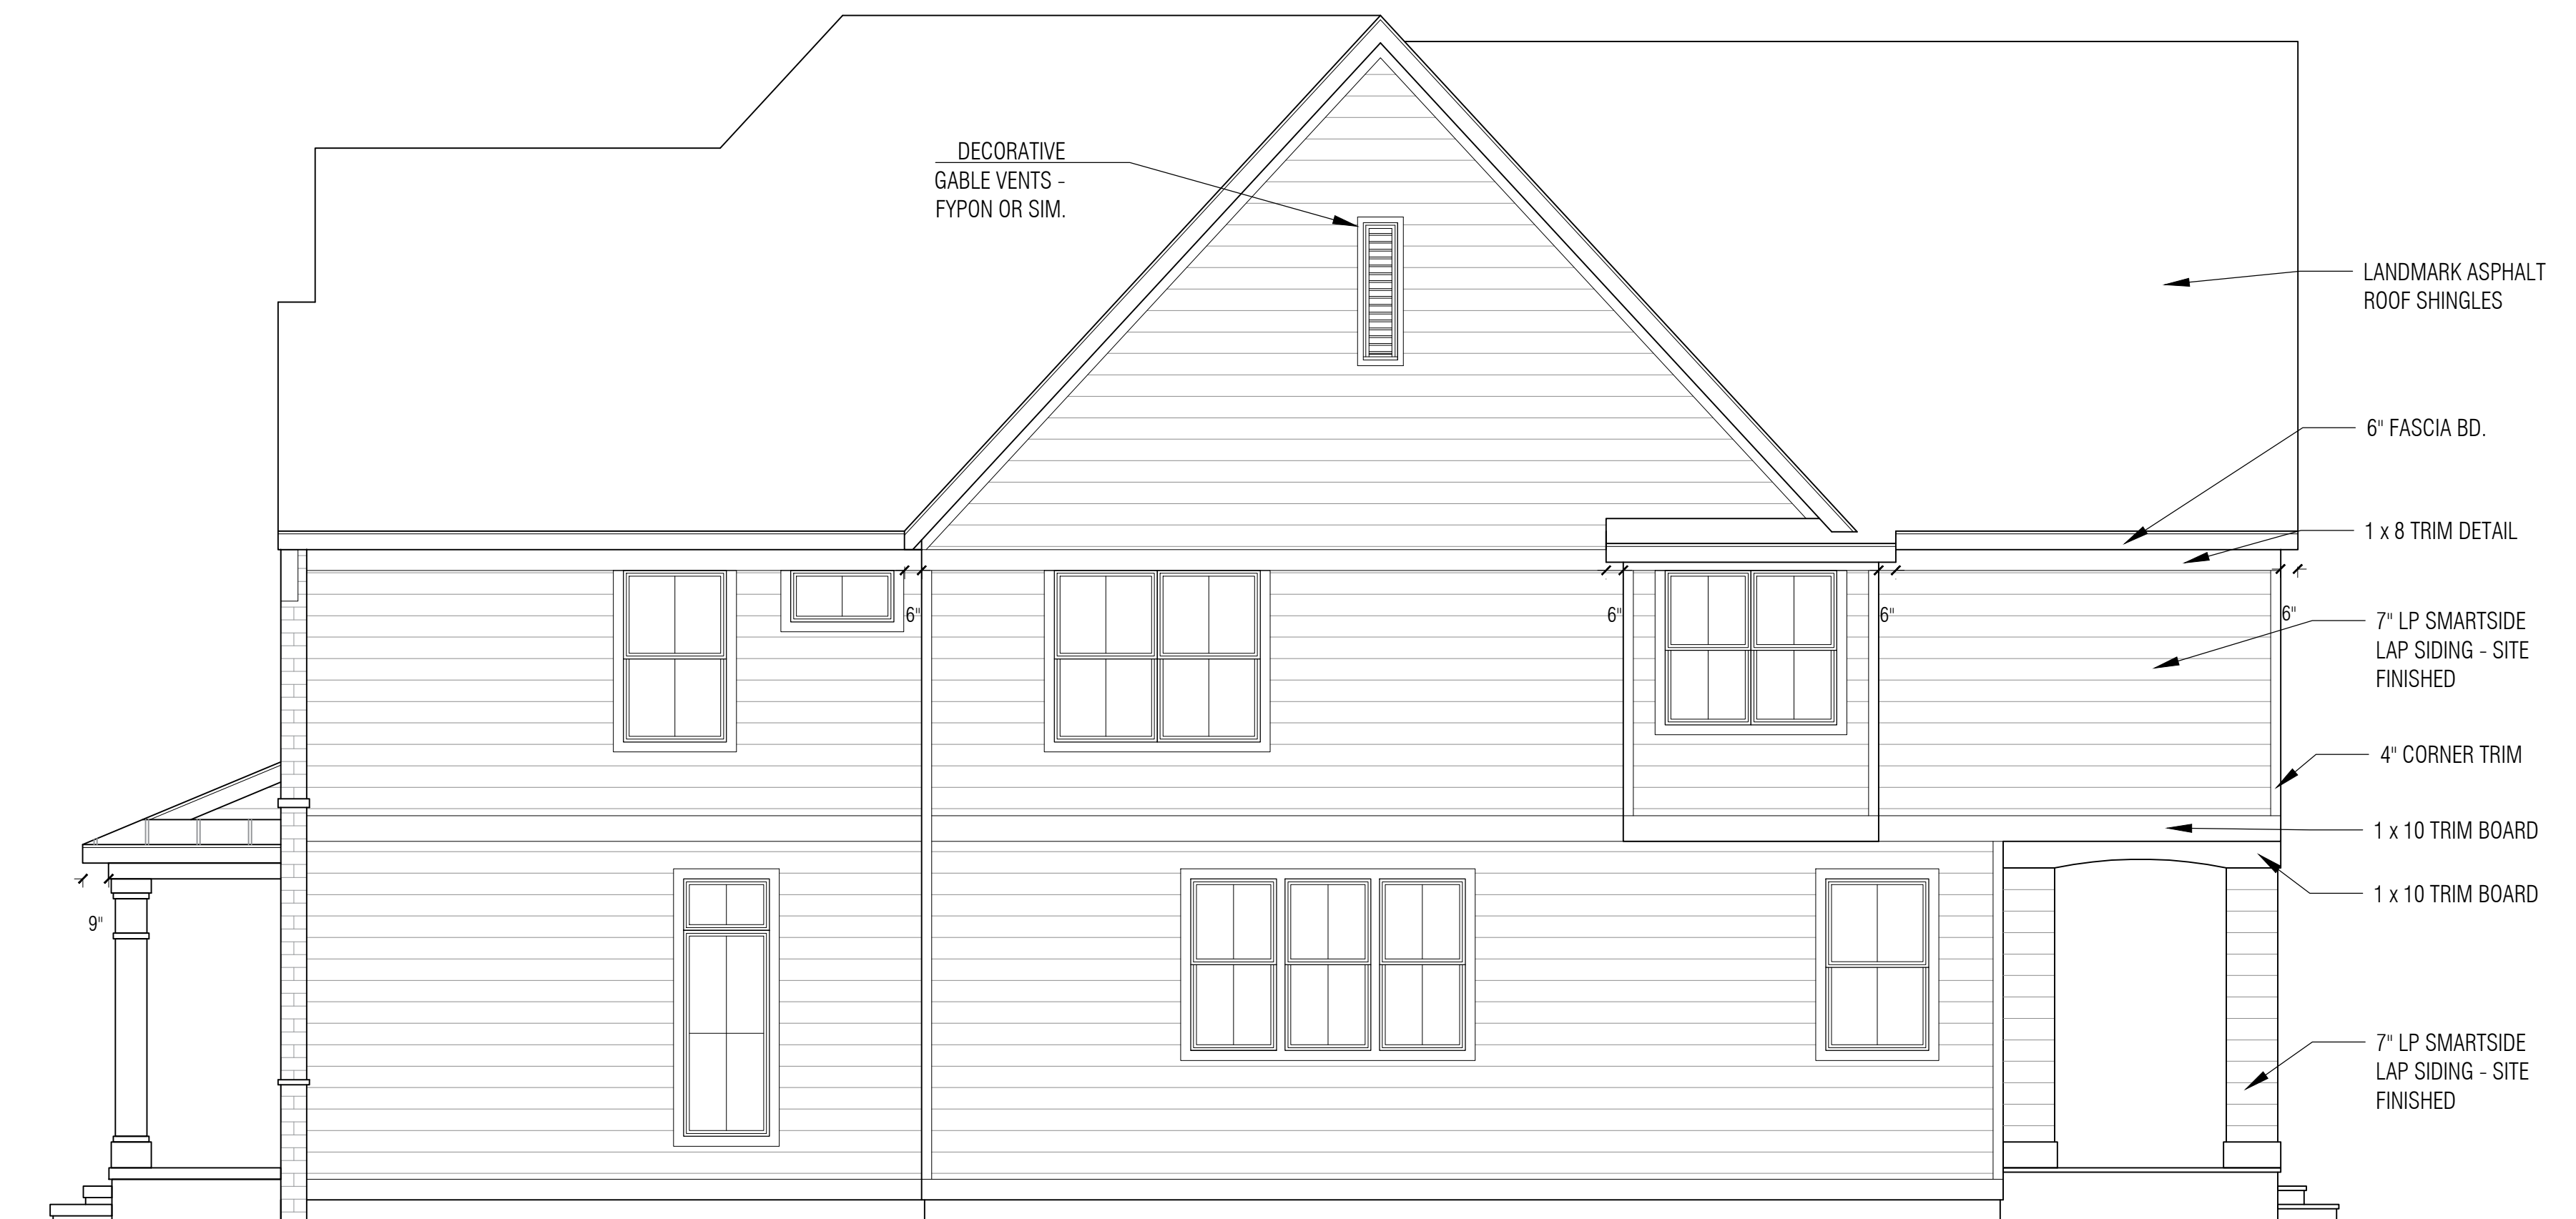 DECORATIVE
GABLE VENTS -
FYPON OR SIM.
LANDMARK ASPHALT
ROOF SHINGLES
6" FASCIA BD.
1 x 8 TRIM DETAIL
6"
6"
6"
6"
7" LP SMARTSIDE
LAP SIDING - SITE
FINISHED
4" CORNER TRIM
1 x 10 TRIM BOARD
1 x 10 TRIM BOARD
9"
7" LP SMARTSIDE
LAP SIDING - SITE
FINISHED